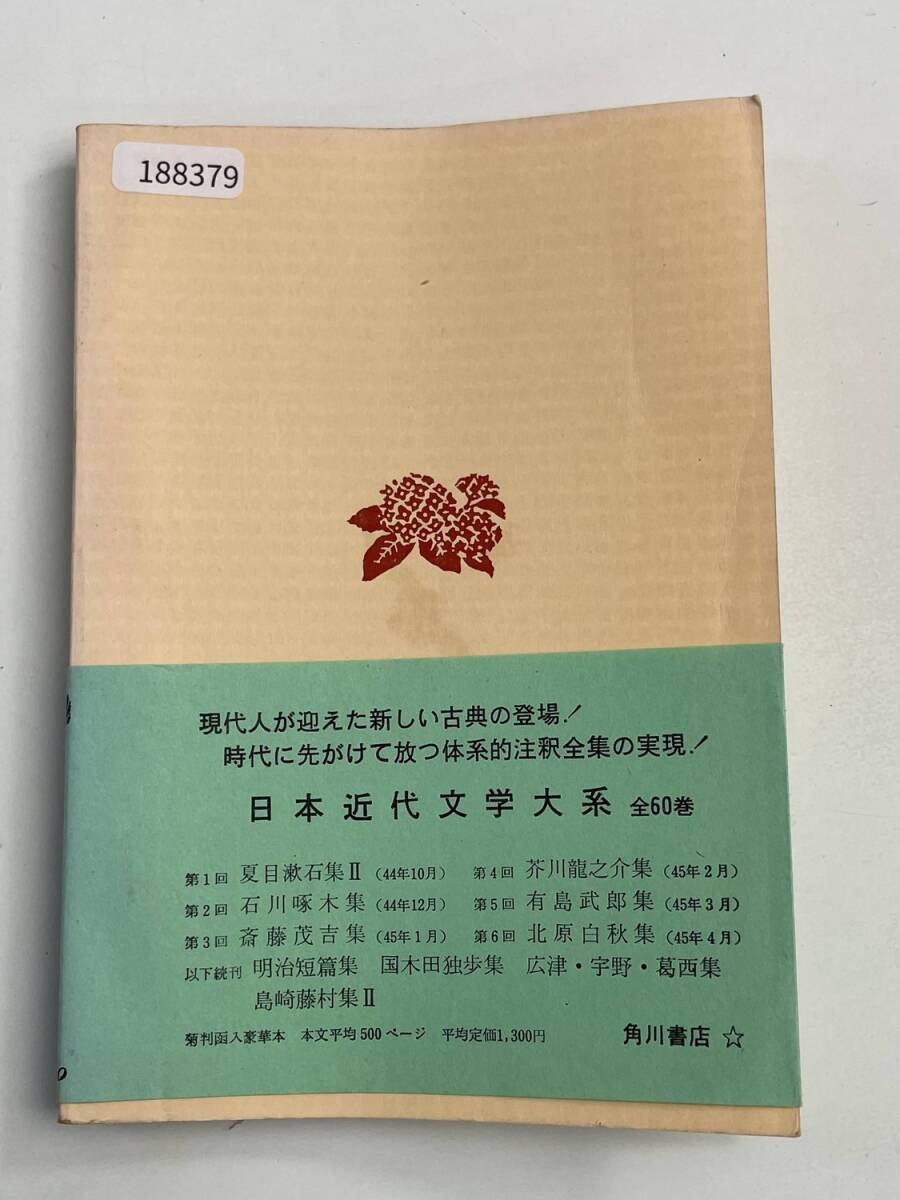 188379
現代人が迎えた新しい古典の登場!
時代に先がけて放つ体系的注釈全集の実現!
日本近代文学大系 全60巻
第1回 夏目漱石集Ⅱ (44年10月) 第4回 芥川龍之介集 (45年2月)
第2回 石川啄木集 (44年12月) 第5回 有島武郎集 (45年3月)
第3回 斎藤茂吉集 (45年1月) 第6回 北原白秋集 (45年4月)
以下続刊 明治短篇集 国木田独歩集 広津・宇野・葛西集
島崎藤村集Ⅱ
菊判函入豪華本 本文平均500ページ 平均定価1,300円 角川書店 ☆